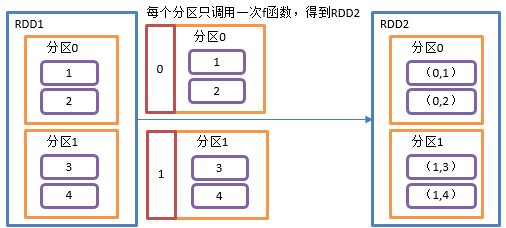 每个分区只调用一次f函数，得到RDD2
RDD1
分区0
1
2
分区1
3
4
0
分区0
1
2
1
分区1
3
4
RDD2
分区0
（0,1）
（0,2）
分区1
（1,3）
（1,4）